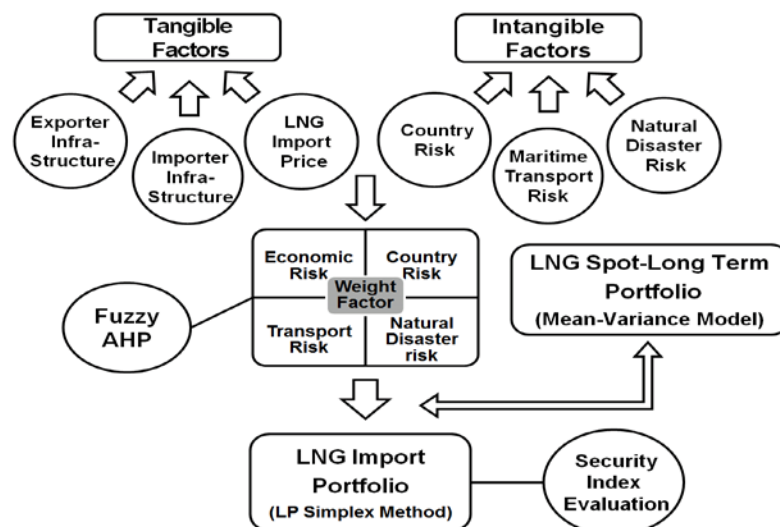 Tangible
Factors
Intangible
Factors
Exporter
Infra-
Structure
Importer
Infra-
Structure
LNG
Import
Price
Country
Risk
Maritime
Transport
Risk
Natural
Disaster
Risk
Economic
Risk
Country
Risk
Weight
Factor
Transport
Risk
Natural
Disaster
risk
Fuzzy
AHP
LNG Spot-Long Term
Portfolio
(Mean-Variance Model)
LNG Import
Portfolio
(LP Simplex Method)
Security
Index
Evaluation